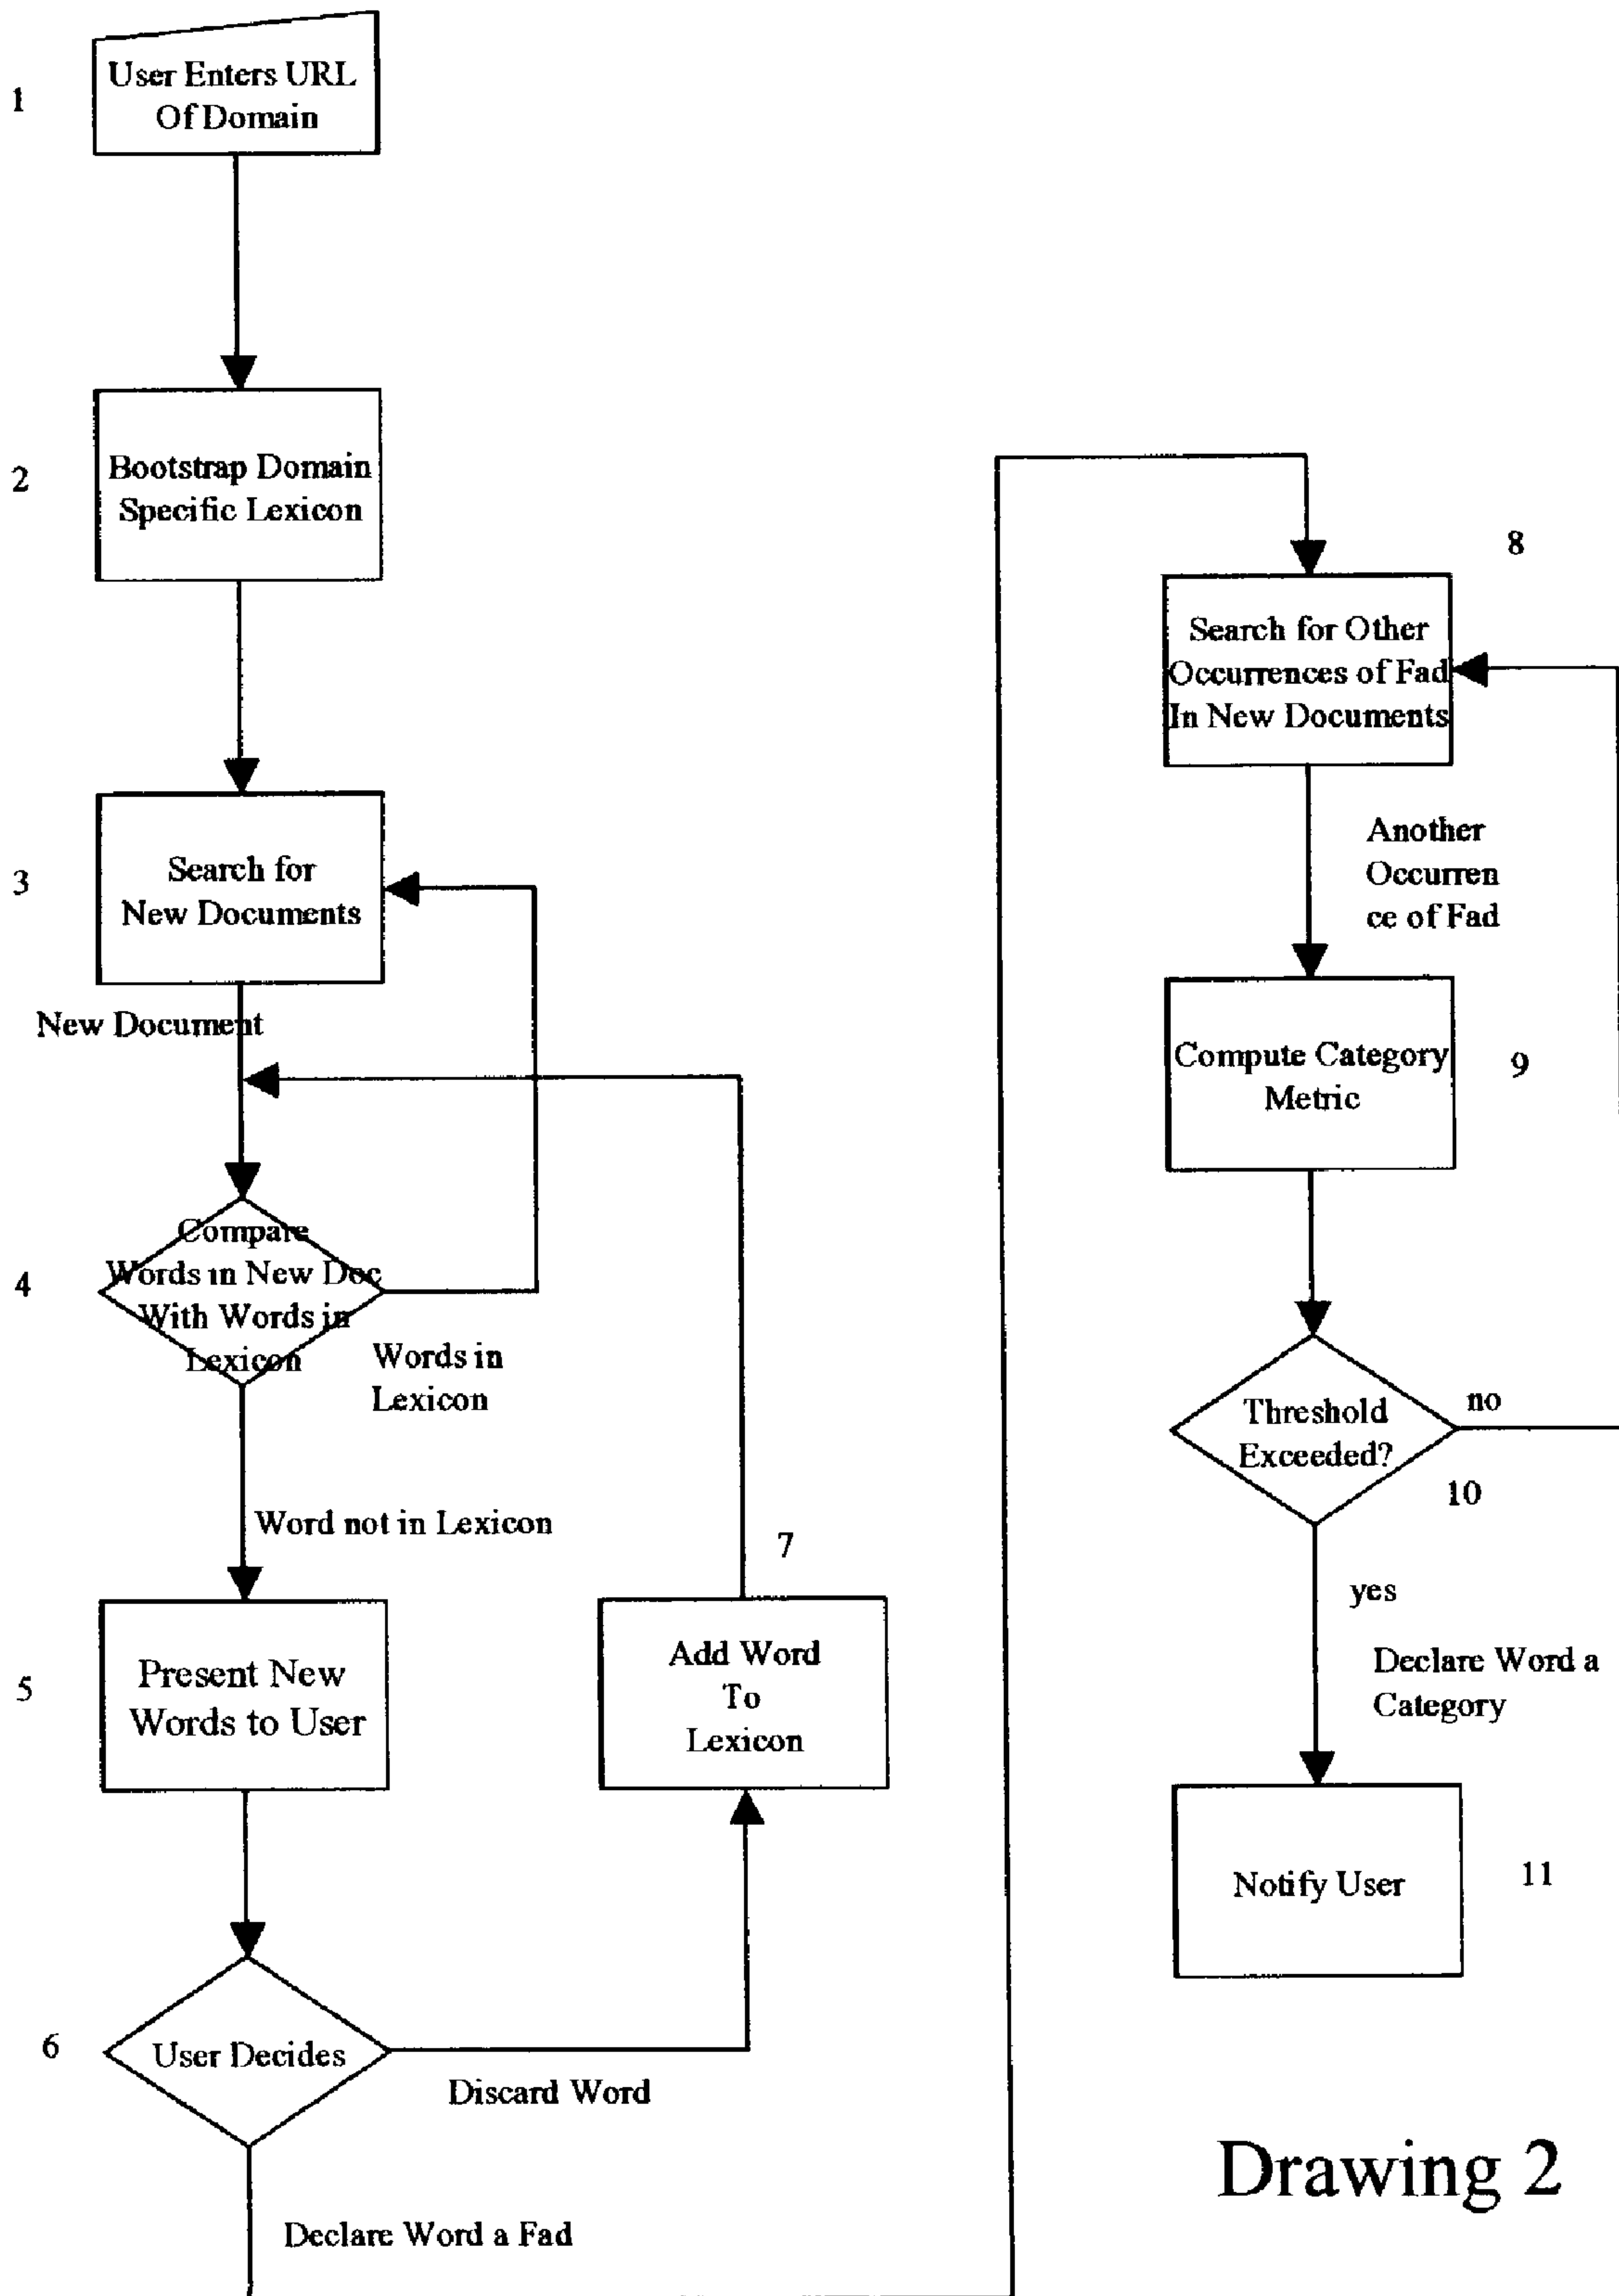 1
User Enters URL
Of Domain
2
Bootstrap Domain
Specific Lexicon
3
Search for
New Documents
New Document
4
Compare
Words in New Doc
With Words in
Lexicon
Words in
Lexicon
Word not in Lexicon
5
Present New
Words to User
7
Add Word
To
Lexicon
6
User Decides
Discard Word
Declare Word a Fad
8
Search for Other
Occurrences of Fad
In New Documents
Another
Occurren
ce of Fad
Compute Category
Metric
9
Threshold
Exceeded?
no
10
yes
Declare Word a
Category
Notify User
11
Drawing 2